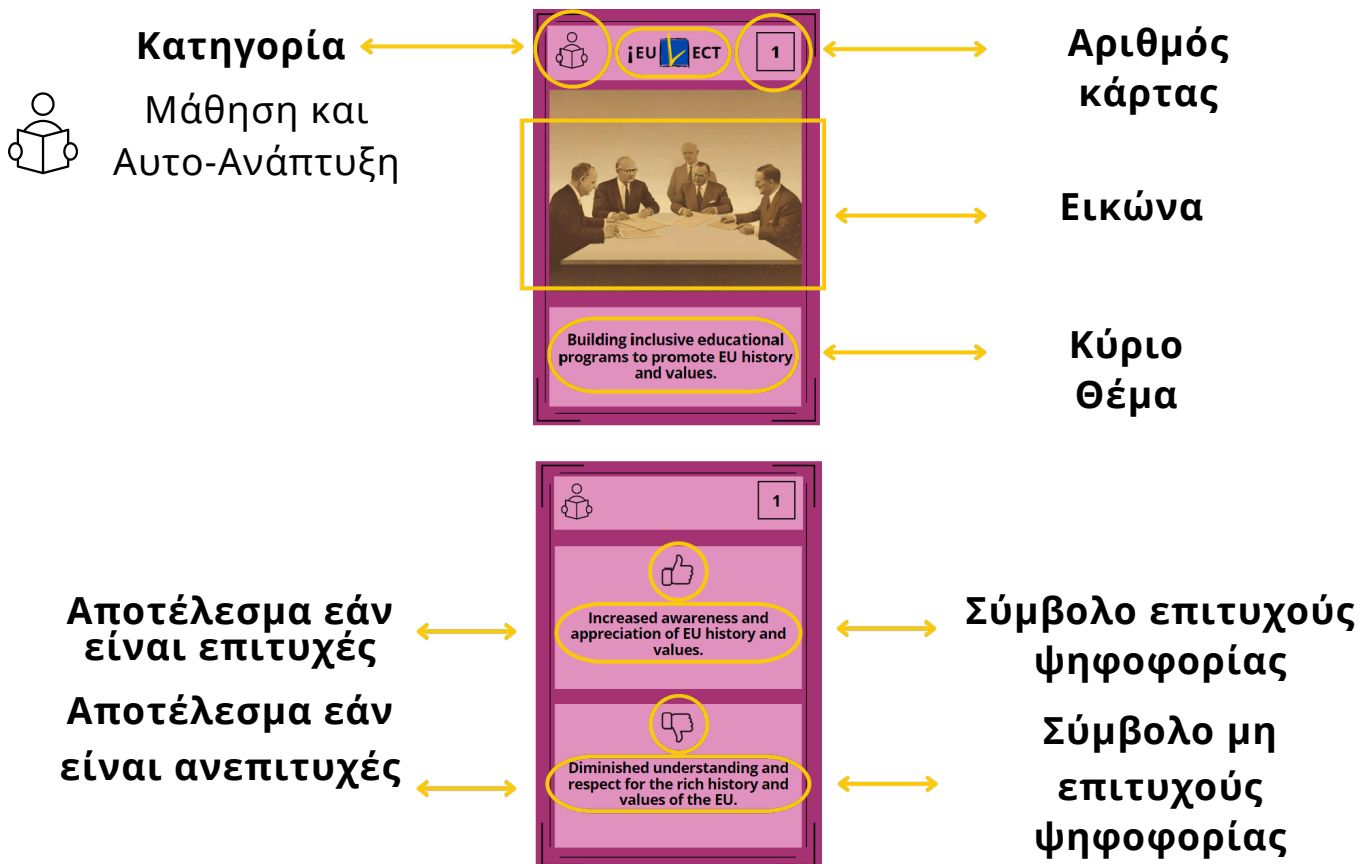 Κατηγορία
Μάθηση και
Αυτο-Ανάπτυξη
¡EU ECT
1
Αριθμός
κάρτας
Εικώνα
Building inclusive educational
programs to promote EU history
and values.
Κύριο
Θέμα
1
Αποτέλεσμα εάν
είναι επιτυχές
Increased awareness and
appreciation of EU history and
values.
Σύμβολο επιτυχούς
ψηφοφορίας
Αποτέλεσμα εάν
είναι ανεπιτυχές
Diminished understanding and
respect for the rich history and
values of the EU.
Σύμβολο μη
επιτυχούς
ψηφοφορίας